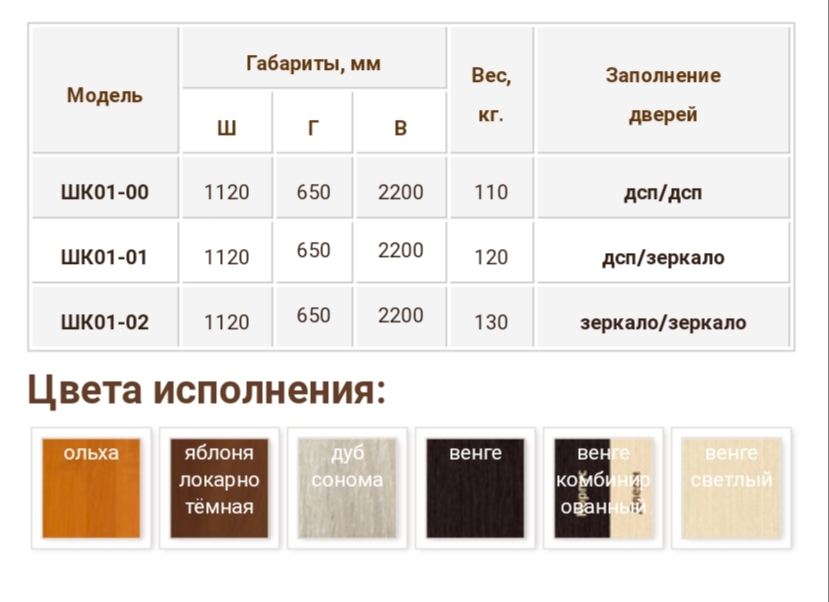 Модель Габариты, мм Вес, кг. Заполнение дверей
Ш Г В
ШК01-00 1120 650 2200 110 дсп/дсп
ШК01-01 1120 650 2200 120 дсп/зеркало
ШК01-02 1120 650 2200 130 зеркало/зеркало
Цвета исполнения:
ольха
яблоня
локарно
тёмная
дуб
сонома
венге
венге
комбинир
ованный
венге
светлый